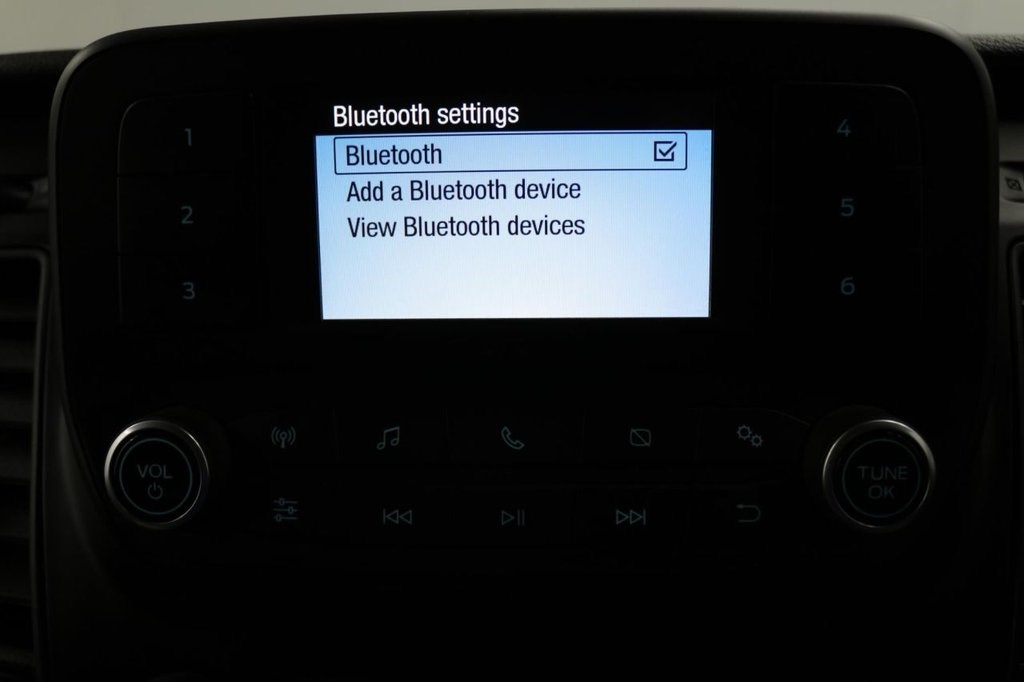 Bluetooth settings
Bluetooth
Add a Bluetooth device
View Bluetooth devices
1
2
3
4
5
6
VOL
TUNE
OK